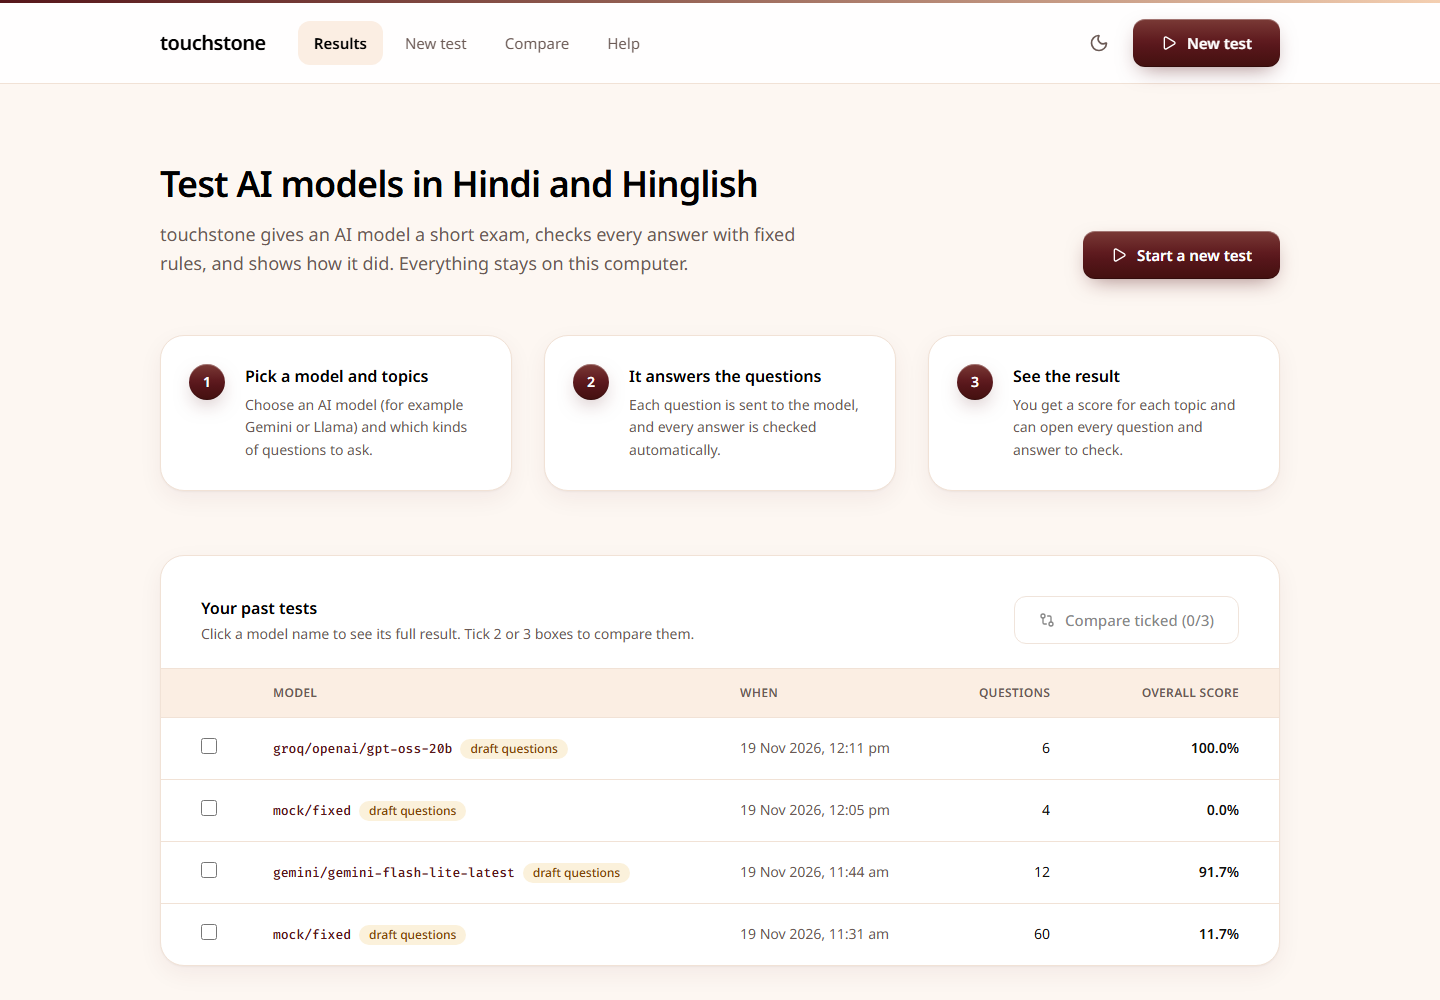 touchstone
Results
New test
Compare
Help
New test
Test AI models in Hindi and Hinglish
touchstone gives an AI model a short exam, checks every answer with fixed
rules, and shows how it did. Everything stays on this computer.
Start a new test
1
Pick a model and topics
Choose an AI model (for example
Gemini or Llama) and which kinds
of questions to ask.
2
It answers the questions
Each question is sent to the model,
and every answer is checked
automatically.
3
See the result
You get a score for each topic and
can open every question and
answer to check.
Your past tests
Click a model name to see its full result. Tick 2 or 3 boxes to compare them.
Compare ticked (0/3)
MODEL WHEN QUESTIONS OVERALL SCORE
groq/openai/gpt-oss-20b draft questions 19 Nov 2026, 12:11 pm 6 100.0%
mock/fixed draft questions 19 Nov 2026, 12:05 pm 4 0.0%
gemini/gemini-flash-lite-latest draft questions 19 Nov 2026, 11:44 am 12 91.7%
mock/fixed draft questions 19 Nov 2026, 11:31 am 60 11.7%